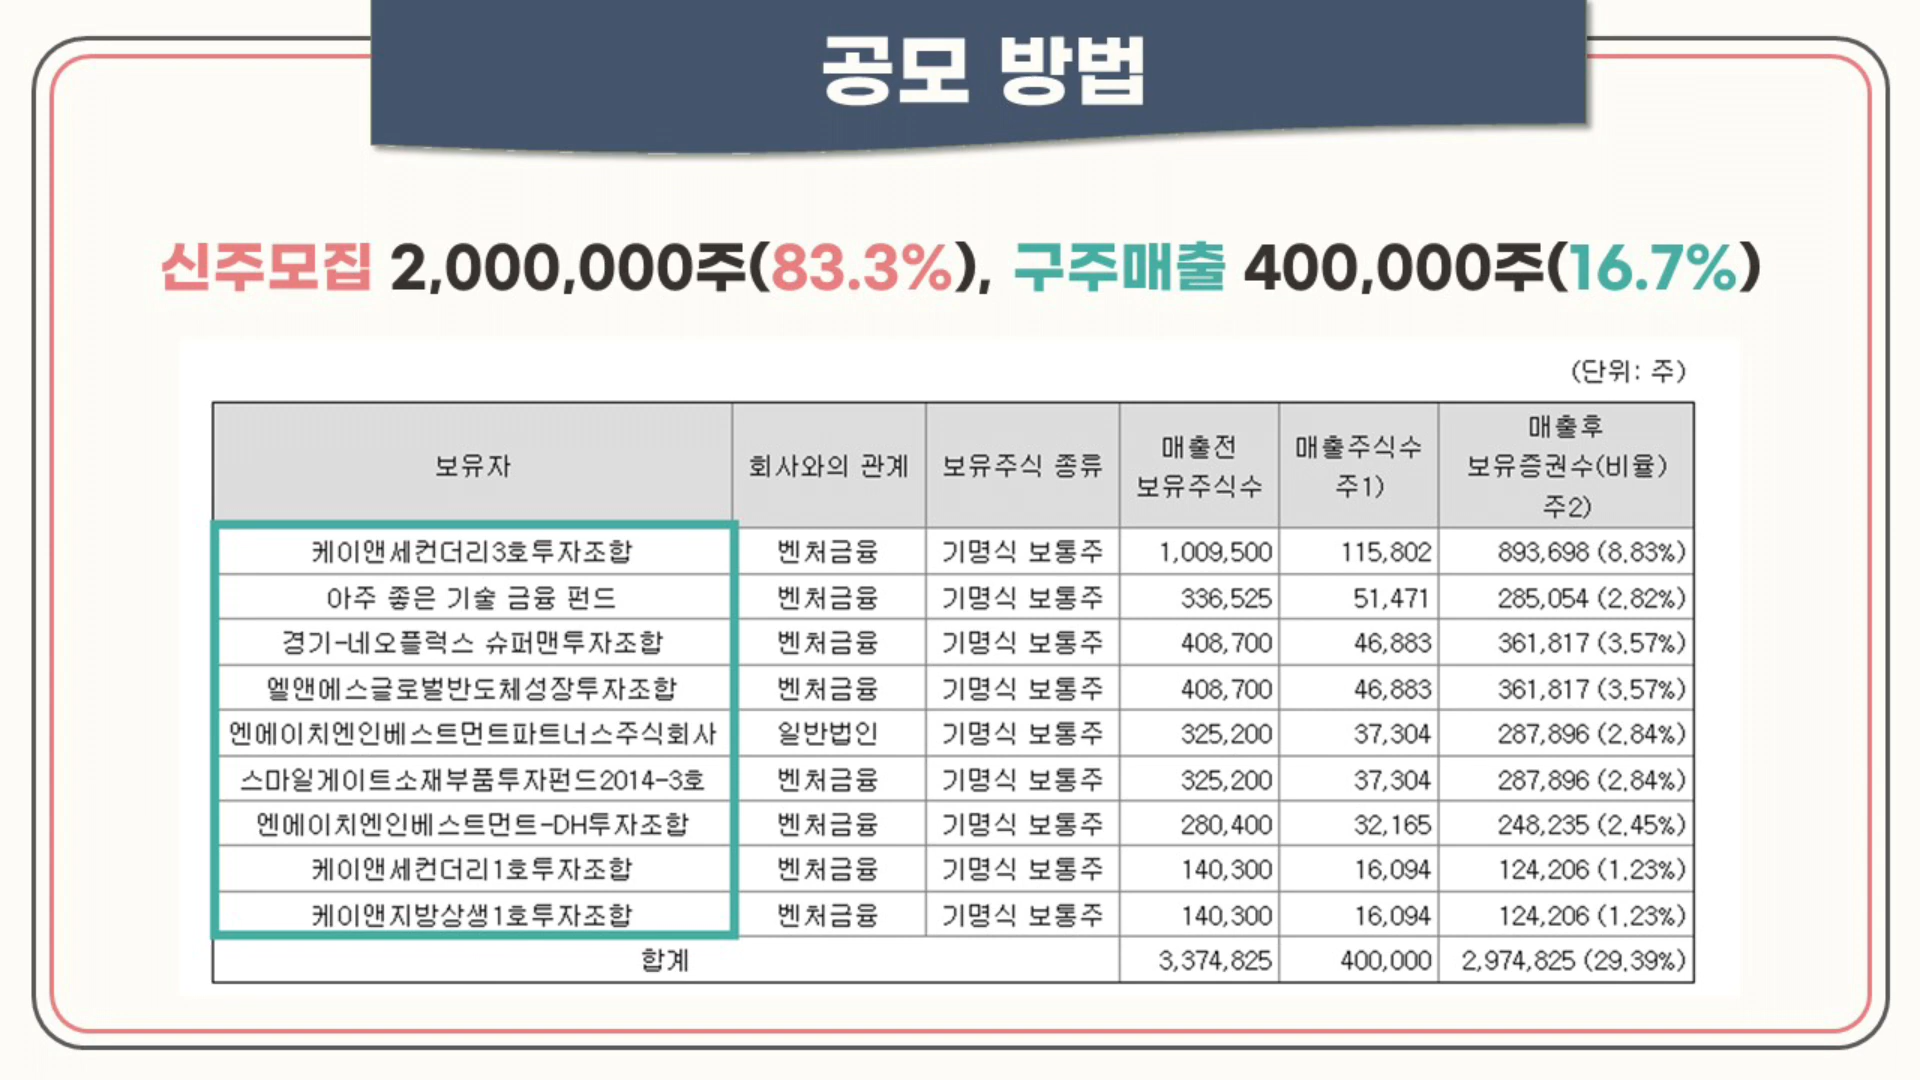 공모 방법
신주모집 2,000,000주(83.3%), 구주매출 400,000주(16.7%)
(단위: 주)
보유자 회사와의 관계 보유주식 종류 매출전 보유주식수 매출주식수 주1) 매출후 보유증권수(비율) 주2)
케이앤세컨더리3호투자조합 벤처금융 기명식 보통주 1,009,500 115,802 893,698 (8.83%)
아주 좋은 기술 금융 펀드 벤처금융 기명식 보통주 336,525 51,471 285,054 (2.82%)
경기-네오플럭스 슈퍼맨투자조합 벤처금융 기명식 보통주 408,700 46,883 361,817 (3.57%)
엘앤에스글로벌반도체성장투자조합 벤처금융 기명식 보통주 408,700 46,883 361,817 (3.57%)
엔에이치엔인베스트먼트파트너스주식회사 일반법인 기명식 보통주 325,200 37,304 287,896 (2.84%)
스마일게이트소재부품투자펀드2014-3호 벤처금융 기명식 보통주 325,200 37,304 287,896 (2.84%)
엔에이치엔인베스트먼트-DH투자조합 벤처금융 기명식 보통주 280,400 32,165 248,235 (2.45%)
케이앤세컨더리1호투자조합 벤처금융 기명식 보통주 140,300 16,094 124,206 (1.23%)
케이앤지방상생1호투자조합 벤처금융 기명식 보통주 140,300 16,094 124,206 (1.23%)
합계 3,374,825 400,000 2,974,825 (29.39%)